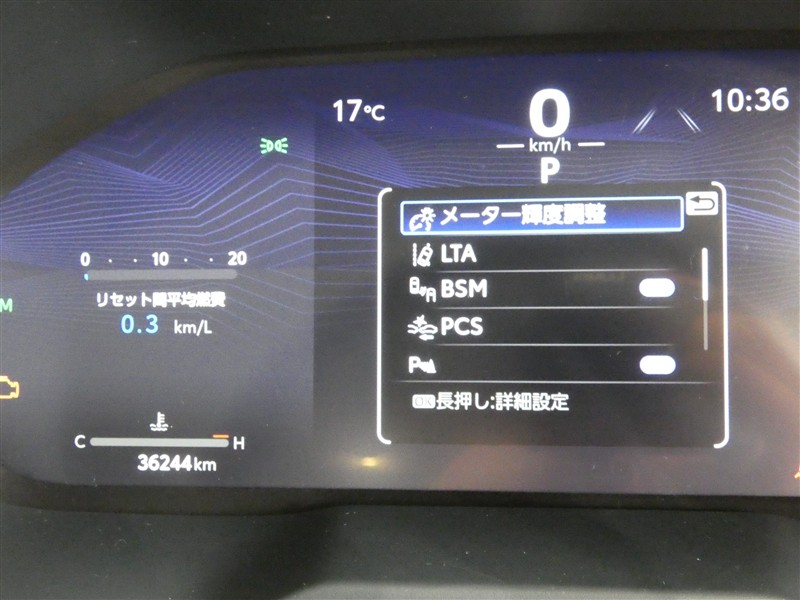 17℃
0
km/h
P
10:36
0 ・・ 10 ・・ 20
リセット間平均燃費
0.3 km/L
M
C H
36244km
メーター輝度調整
LTA
BSM
PCS
P
OK長押し:詳細設定